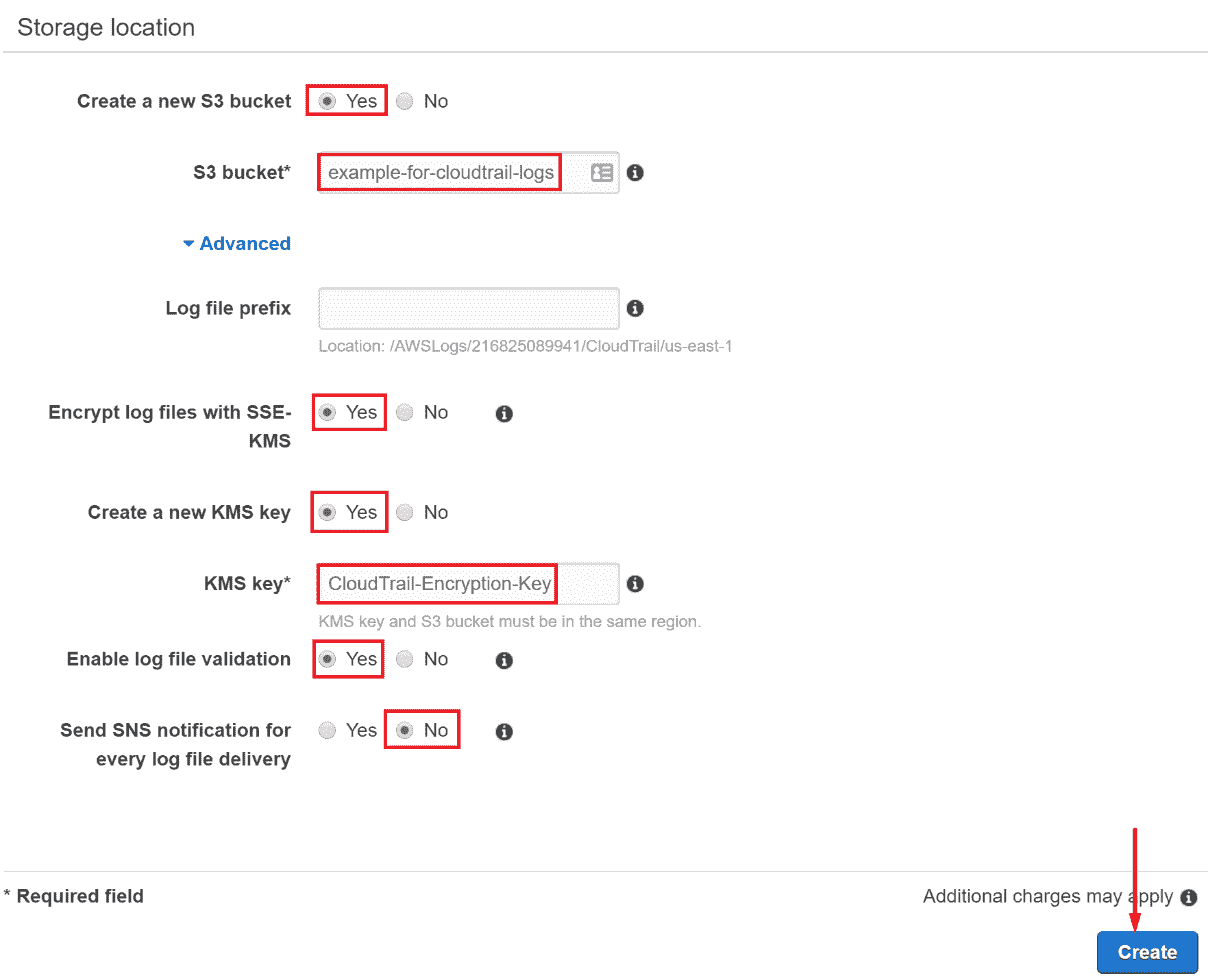 Storage location
Create a new S3 bucket Yes No
S3 bucket* example-for-cloudtrail-logs
Advanced
Log file prefix
Location: /AWSLogs/216825089941/CloudTrail/us-east-1
Encrypt log files with SSE- Yes No
KMS
Create a new KMS key Yes No
KMS key* CloudTrail-Encryption-Key
KMS key and S3 bucket must be in the same region.
Enable log file validation Yes No
Send SNS notification for Yes No
every log file delivery
* Required field Additional charges may apply
Create